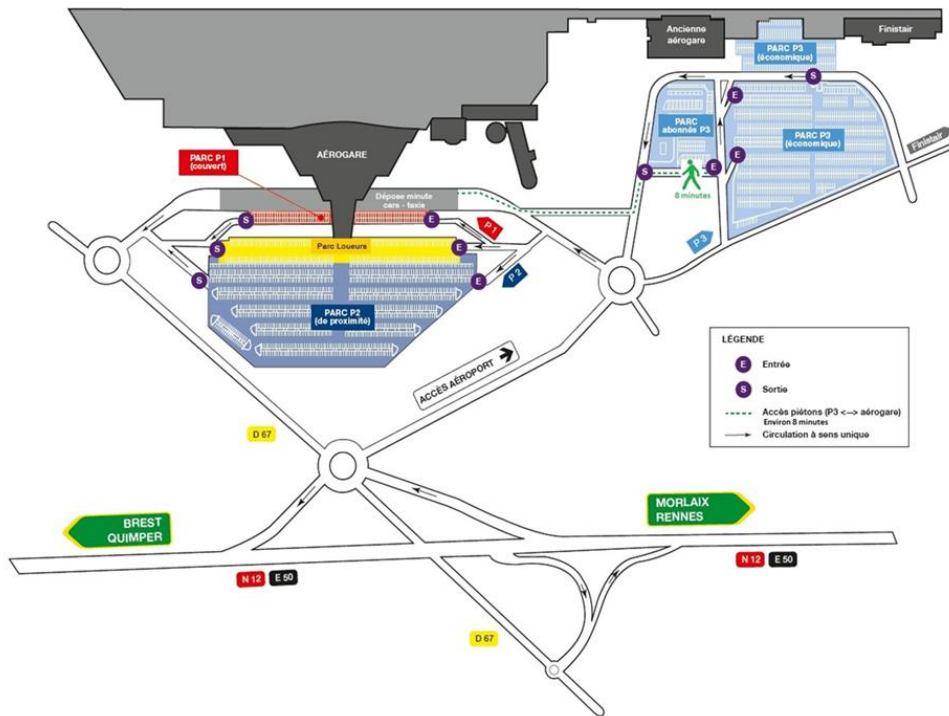 Ancienne
aérogare
PARC P3
(économique)
Finistair
PARC
abonnés P3
PARC P3
(économique)
E
S
E
E
E
S
8 minutes
Finistair
P3
AÉROGARE
PARC P1
(couvert)
Dépose minute
cars - taxis
S
E
P1
Parc Loueurs
S
E
P2
S
E
PARC P2
(de proximité)
ACCÈS AÉROPORT
LÉGENDE
E Entrée
S Sortie
Accès piétons (P3 <--> aérogare)
Environ 8 minutes
Circulation à sens unique
D 67
BREST
QUIMPER
MORLAIX
RENNES
N 12 E 50
N 12 E 50
D 67